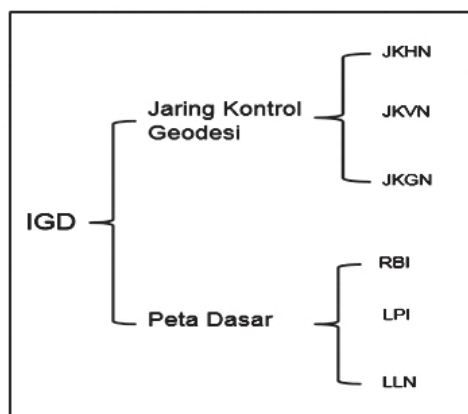 IGD
Jaring Kontrol
Geodesi
JKHN
JKVN
JKGN
Peta Dasar
RBI
LPI
LLN